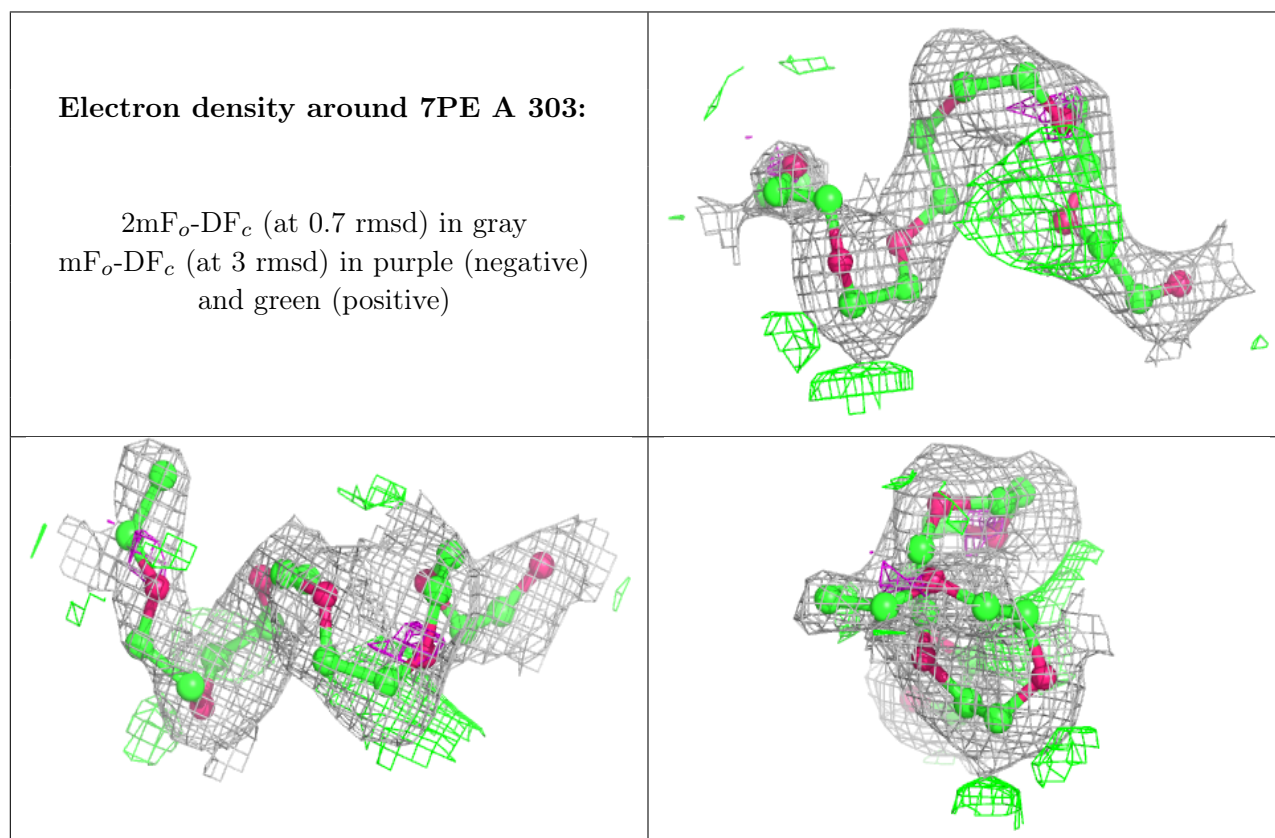 Electron density around 7PE A 303:
2mFₒ-DF𝒸 (at 0.7 rmsd) in gray
mFₒ-DF𝒸 (at 3 rmsd) in purple (negative)
and green (positive)